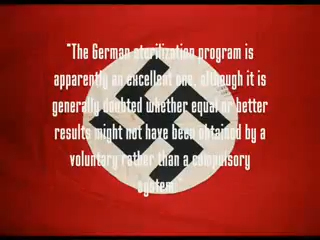 "The German sterilization program is
apparently an excellent one, although it is
generally doubted whether equal or better
results might not have been obtained by a
voluntary rather than a compulsory
system."